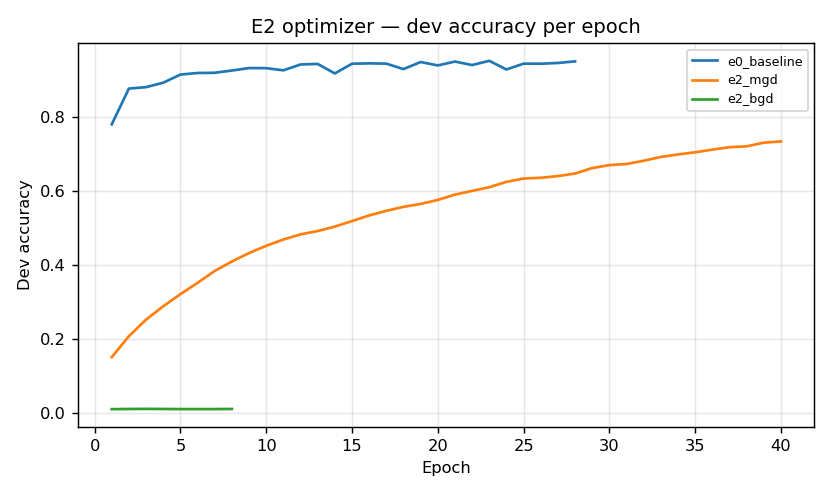 E2 optimizer — dev accuracy per epoch
e0_baseline
e2_mgd
e2_bgd
Dev accuracy
0.8
0.6
0.4
0.2
0.0
0 5 10 15 20 25 30 35 40
Epoch